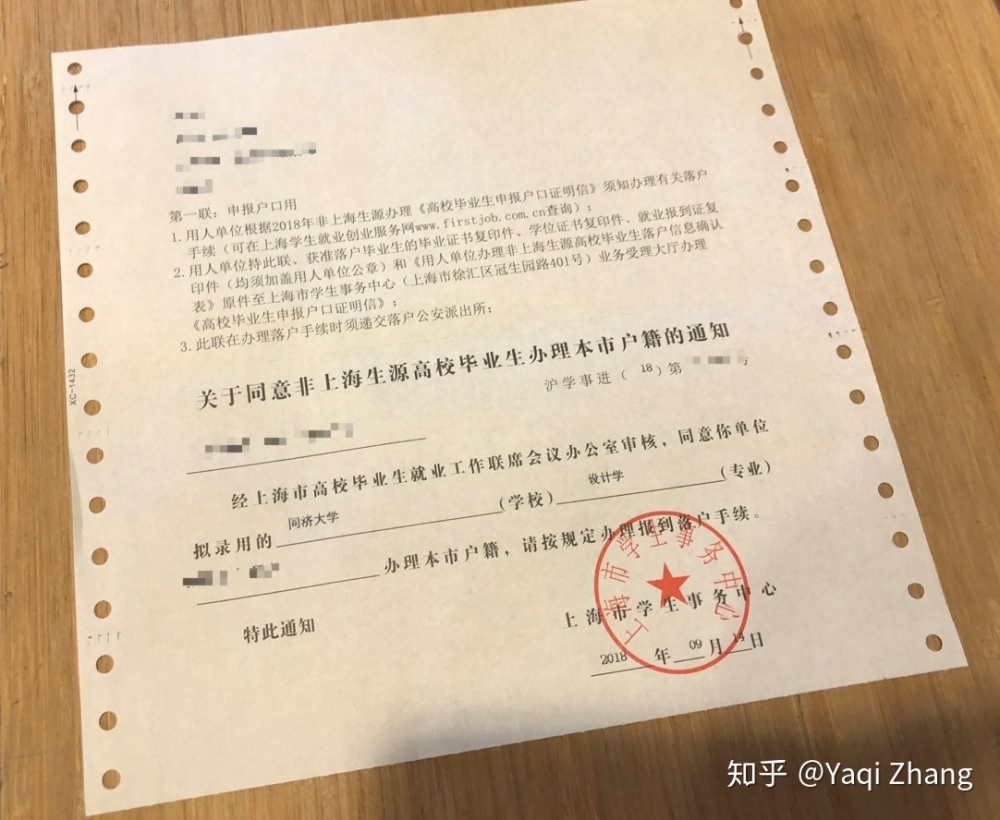 第一联：申报户口用
1.用人单位根据2018年非上海生源办理《高校毕业生申报户口证明信》须知办理有关落户
手续（可在上海学生就业创业服务网www.firstjob.com.cn查询）；
2.用人单位持此联、获准落户毕业生的毕业证书复印件、学位证书复印件、就业报到证复
印件（均须加盖用人单位公章）和《用人单位办理非上海生源高校毕业生落户信息确认
表》原件至上海市学生事务中心（上海市徐汇区冠生园路401号）业务受理大厅办理
《高校毕业生申报户口证明信》；
3.此联在办理落户手续时须递交落户公安派出所；
关于同意非上海生源高校毕业生办理本市户籍的通知
沪学事进（18）第 号
经上海市高校毕业生就业工作联席会议办公室审核，同意你单位
拟录用的 同济大学 (学校) 设计学 (专业)
办理本市户籍，请按规定办理报到落户手续。
特此通知
上海市学生事务中心
2018 年 09 月 14 日
上海市学生事务中心
XC-1432
知乎 @Yaqi Zhang